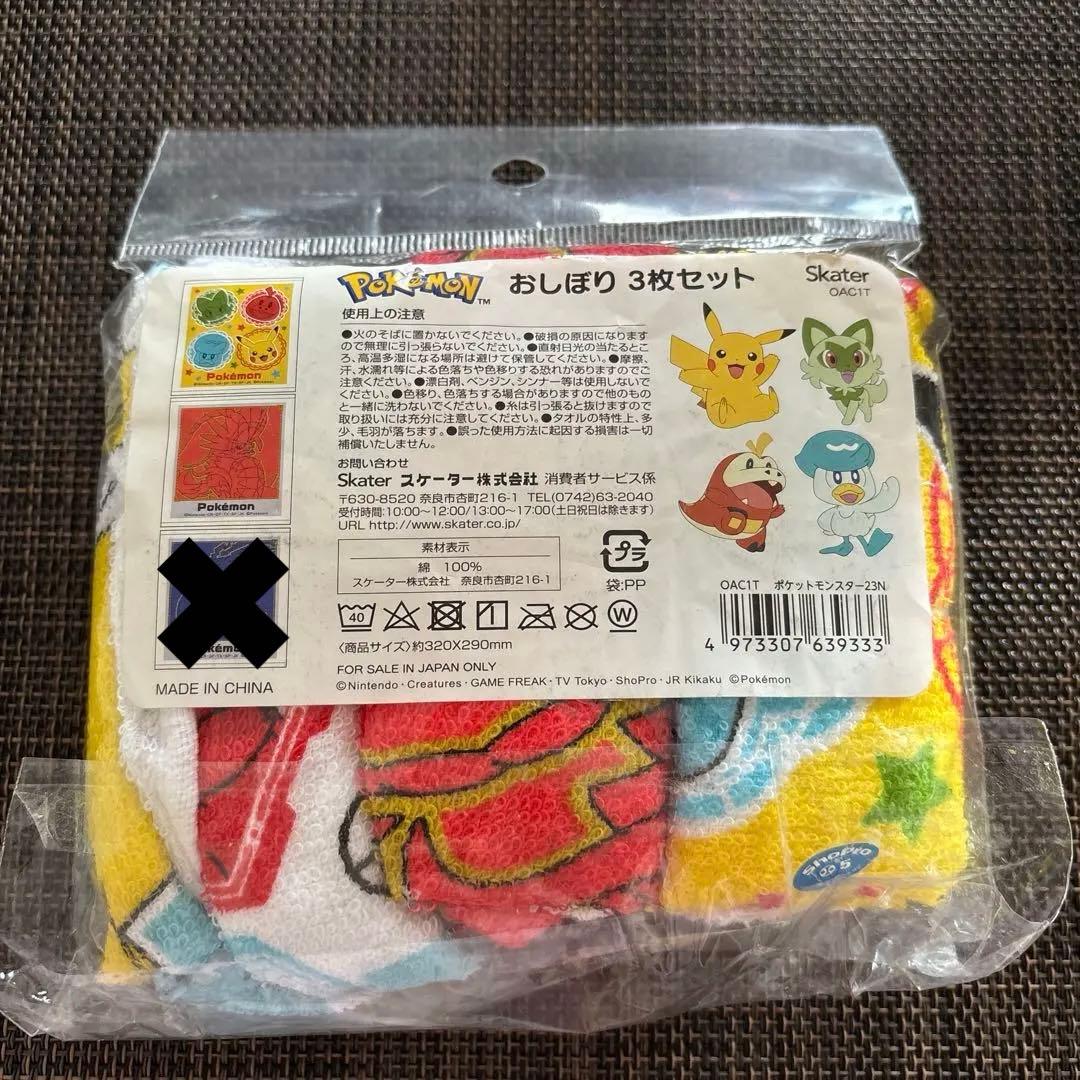 POKéMON™ おしぼり 3枚セット
Skater
OAC1T
使用上の注意
●火のそばに置かないでください。●破損の原因になります
ので無理に引っ張らないでください。●直射日光の当たるとこ
ろ、高温多湿になる場所は避けて保管してください。●摩擦、
汗、水濡れ等による色落ちや色移りする恐れがありますのでご
注意ください。●漂白剤、ベンジン、シンナー等は使用しないで
ください。●色移り、色落ちする場合がありますので他のもの
と一緒に洗わないでください。●糸は引っ張ると抜けますので
取り扱いには充分に注意してください。●タオルの特性上、多
少、毛羽が落ちます。●誤った使用方法に起因する損害は一切
補償いたしません。
お問い合わせ
Skater スケーター株式会社 消費者サービス係
〒630-8520 奈良市杏町216-1 TEL(0742)63-2040
受付時間:10:00~12:00/13:00~17:00(土日祝日は除きます)
URL http://www.skater.co.jp/
素材表示
綿 100%
スケーター株式会社 奈良市杏町216-1
プラ
袋:PP
40
W
〈商品サイズ〉約320X290mm
FOR SALE IN JAPAN ONLY
©Nintendo・Creatures・GAME FREAK・TV Tokyo・ShoPro・JR Kikaku ©Pokémon
OAC1T ポケットモンスター23N
4 973307 639333
Pokémon
Pokémon
MADE IN CHINA
ShoPro